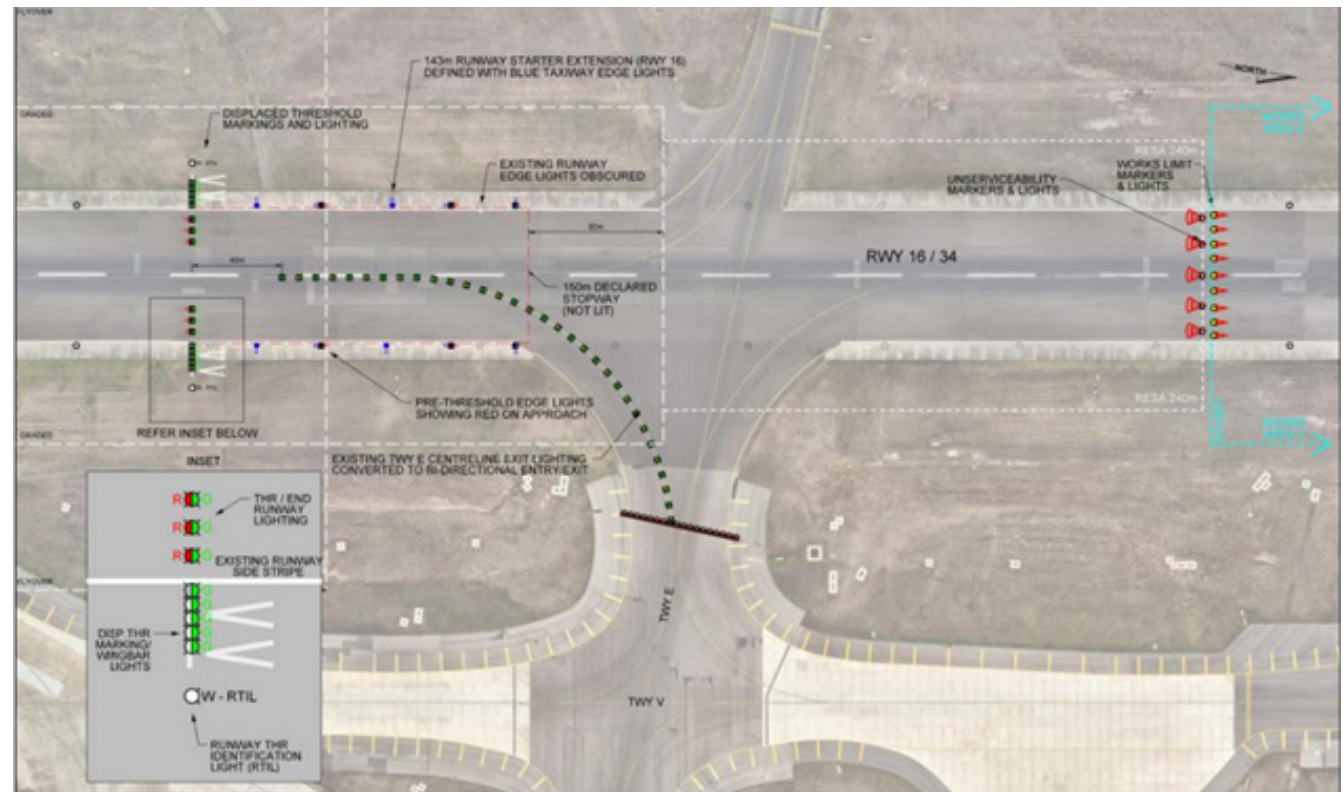 FLYOVER
143m RUNWAY STARTER EXTENSION (RWY 16)
DEFINED WITH BLUE TAXIWAY EDGE LIGHTS
NORTH
GRADED
DISPLACED THRESHOLD
MARKINGS AND LIGHTING
EXISTING RUNWAY
EDGE LIGHTS OBSCURED
RESA 240m
WORKS LIMIT
MARKERS
& LIGHTS
UNSERVICEABILITY
MARKERS & LIGHTS
RTIL
60m
RWY 16 / 34
150m DECLARED
STOPWAY
(NOT LIT)
RTIL
PRE-THRESHOLD EDGE LIGHTS
SHOWING RED ON APPROACH
RESA 240m
GRADED
REFER INSET BELOW
EXISTING TWY E CENTRELINE EXIT LIGHTING
CONVERTED TO BI-DIRECTIONAL ENTRY/EXIT
INSET
R G
THR / END
RUNWAY
LIGHTING
R G
R G
EXISTING RUNWAY
SIDE STRIPE
FLYOVER
G
G
G
G
G
DISP THR
MARKING/
WINGBAR
LIGHTS
W - RTIL
RUNWAY THR
IDENTIFICATION
LIGHT (RTIL)
TWY E
TWY V